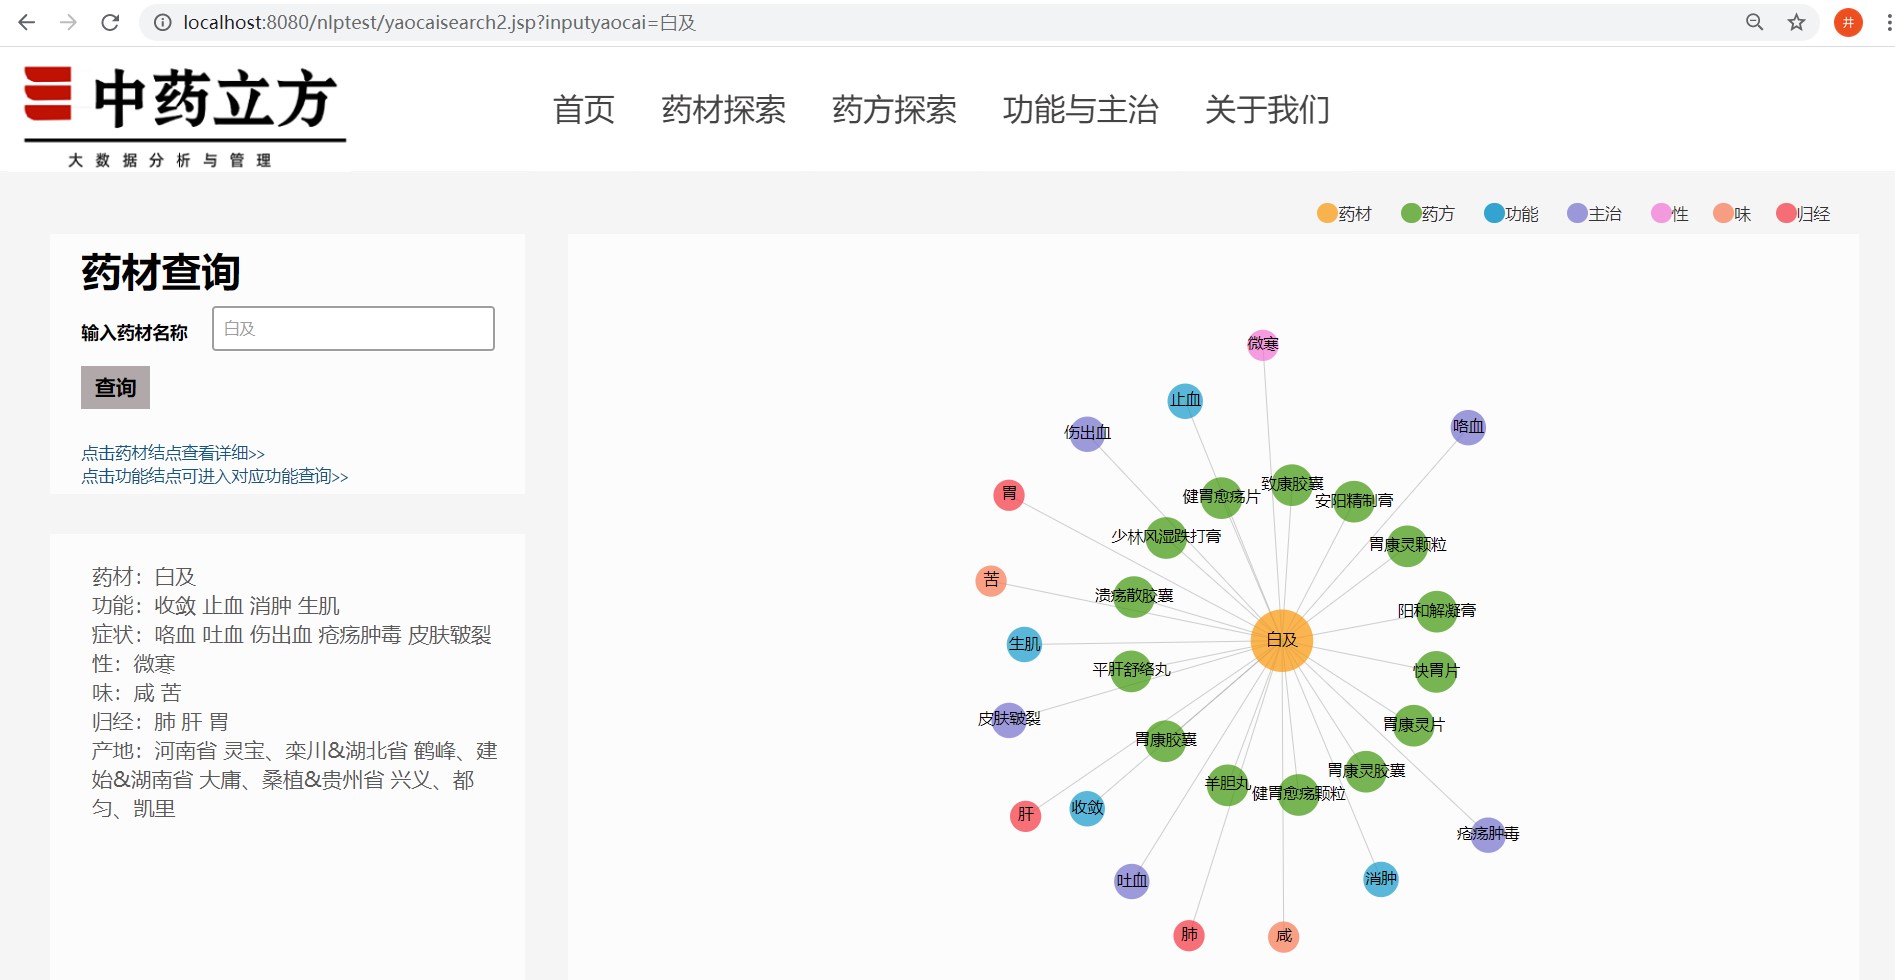 localhost:8080/nlptest/yaocaisearch2.jsp?inputyaocai=白及
井
中药立方
大数据分析与管理
首页 药材探索 药方探索 功能与主治 关于我们
药材 药方 功能 主治 性 味 归经
药材查询
输入药材名称 白及
查询
点击药材结点查看详细>>
点击功能结点可进入对应功能查询>>
药材：白及
功能：收敛 止血 消肿 生肌
症状：咯血 吐血 伤出血 疮疡肿毒 皮肤皲裂
性：微寒
味：咸 苦
归经：肺 肝 胃
产地：河南省 灵宝、栾川&湖北省 鹤峰、建
始&湖南省 大庸、桑植&贵州省 兴义、都
匀、凯里
微寒
止血
咯血
伤出血
致康胶囊
胃
健胃愈疡片
安阳精制膏
少林风湿跌打膏
胃康灵颗粒
苦
溃疡散胶囊
阳和解凝膏
白及
生肌
平肝舒络丸
快胃片
皮肤皲裂
胃康灵片
胃康胶囊
胃康灵胶囊
羊胆丸
健胃愈疡颗粒
收敛
肝
疮疡肿毒
消肿
吐血
肺
咸